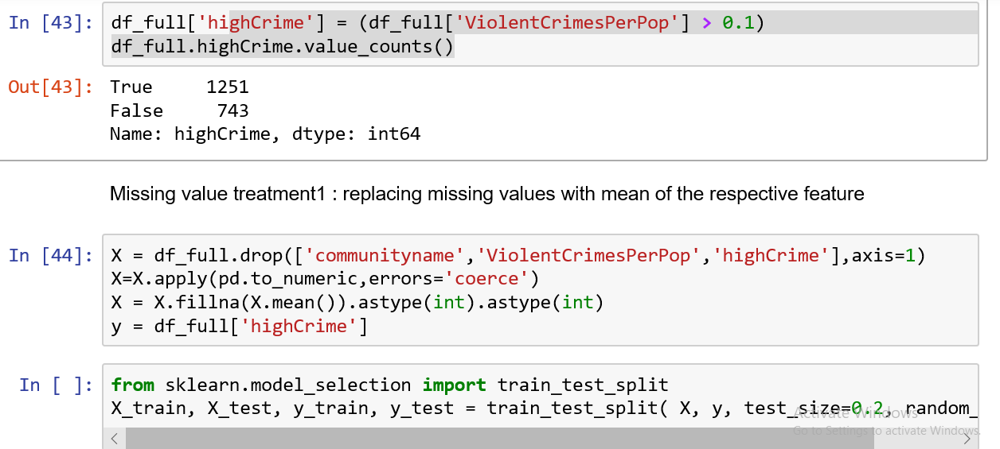 In [43]: df_full['highCrime'] = (df_full['ViolentCrimesPerPop'] > 0.1)
df_full.highCrime.value_counts()
Out[43]: True     1251
False     743
Name: highCrime, dtype: int64
Missing value treatment1 : replacing missing values with mean of the respective feature
In [44]: X = df_full.drop(['communityname','ViolentCrimesPerPop','highCrime'],axis=1)
X=X.apply(pd.to_numeric,errors='coerce')
X = X.fillna(X.mean()).astype(int).astype(int)
y = df_full['highCrime']
In [ ]: from sklearn.model_selection import train_test_split
X_train, X_test, y_train, y_test = train_test_split( X, y, test_size=0.2, random_
Activate Windows
Go to Settings to activate Windows.